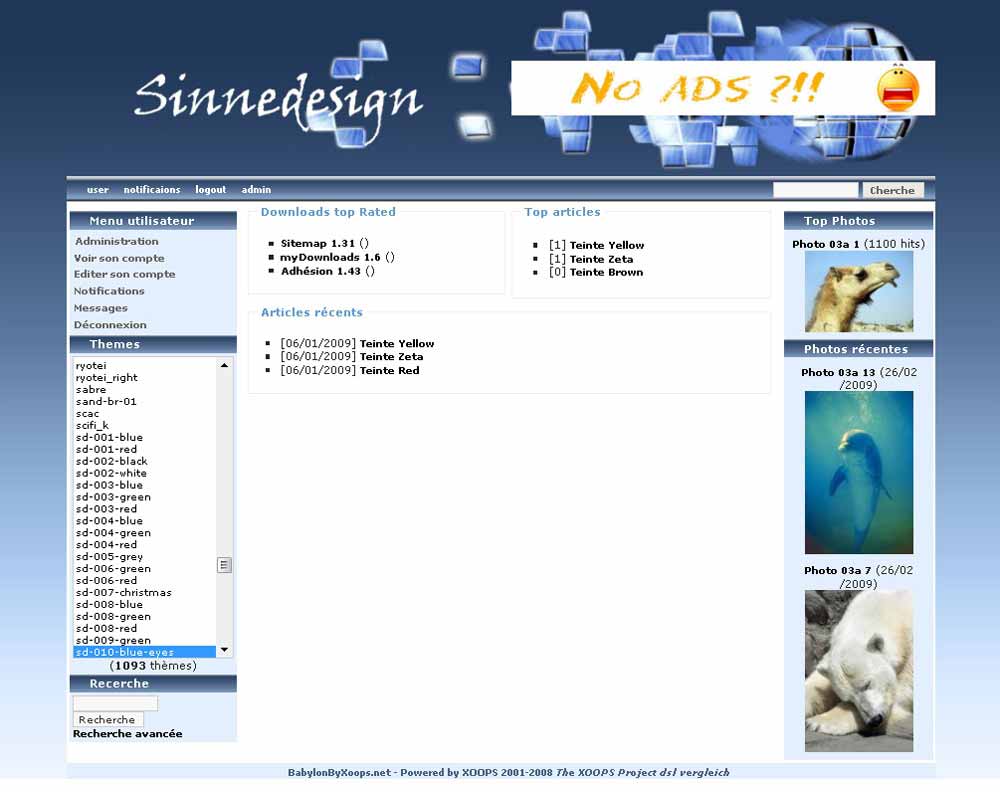 Sinnedesign
No ADS ?!!
user notificaions logout admin
Cherche
Menu utilisateur
Administration
Voir son compte
Editer son compte
Notifications
Messages
Déconnexion
Themes
ryotei
ryotei_right
sabre
sand-br-01
scac
scifi_k
sd-001-blue
sd-001-red
sd-002-black
sd-002-white
sd-003-blue
sd-003-green
sd-003-red
sd-004-blue
sd-004-green
sd-004-red
sd-005-grey
sd-006-green
sd-006-red
sd-007-christmas
sd-008-blue
sd-008-green
sd-008-red
sd-009-green
sd-010-blue-eyes
(1093 thèmes)
Recerche
Recherche
Recherche avancée
Downloads top Rated
Sitemap 1.31 ()
myDownloads 1.6 ()
Adhésion 1.43 ()
Top articles
[1] Teinte Yellow
[1] Teinte Zeta
[0] Teinte Brown
Articles récents
[06/01/2009] Teinte Yellow
[06/01/2009] Teinte Zeta
[06/01/2009] Teinte Red
Top Photos
Photo 03a 1 (1100 hits)
Photos récentes
Photo 03a 13 (26/02
/2009)
Photo 03a 7 (26/02
/2009)
BabylonByXoops.net - Powered by XOOPS 2001-2008 The XOOPS Project dsl vergleich